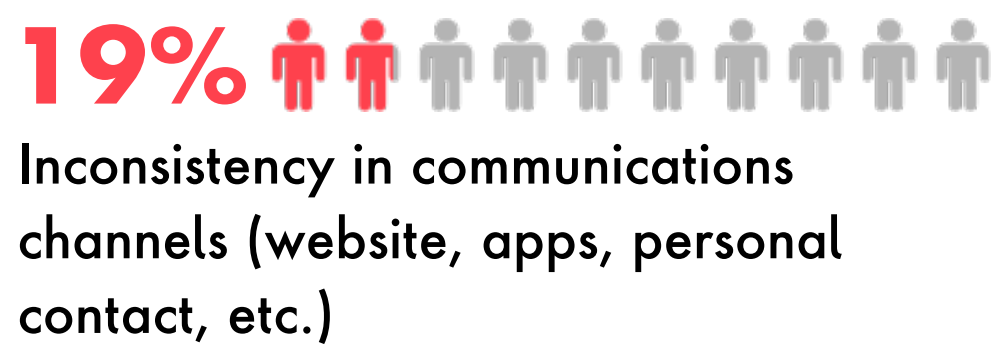 19%
Inconsistency in communications
channels (website, apps, personal
contact, etc.)